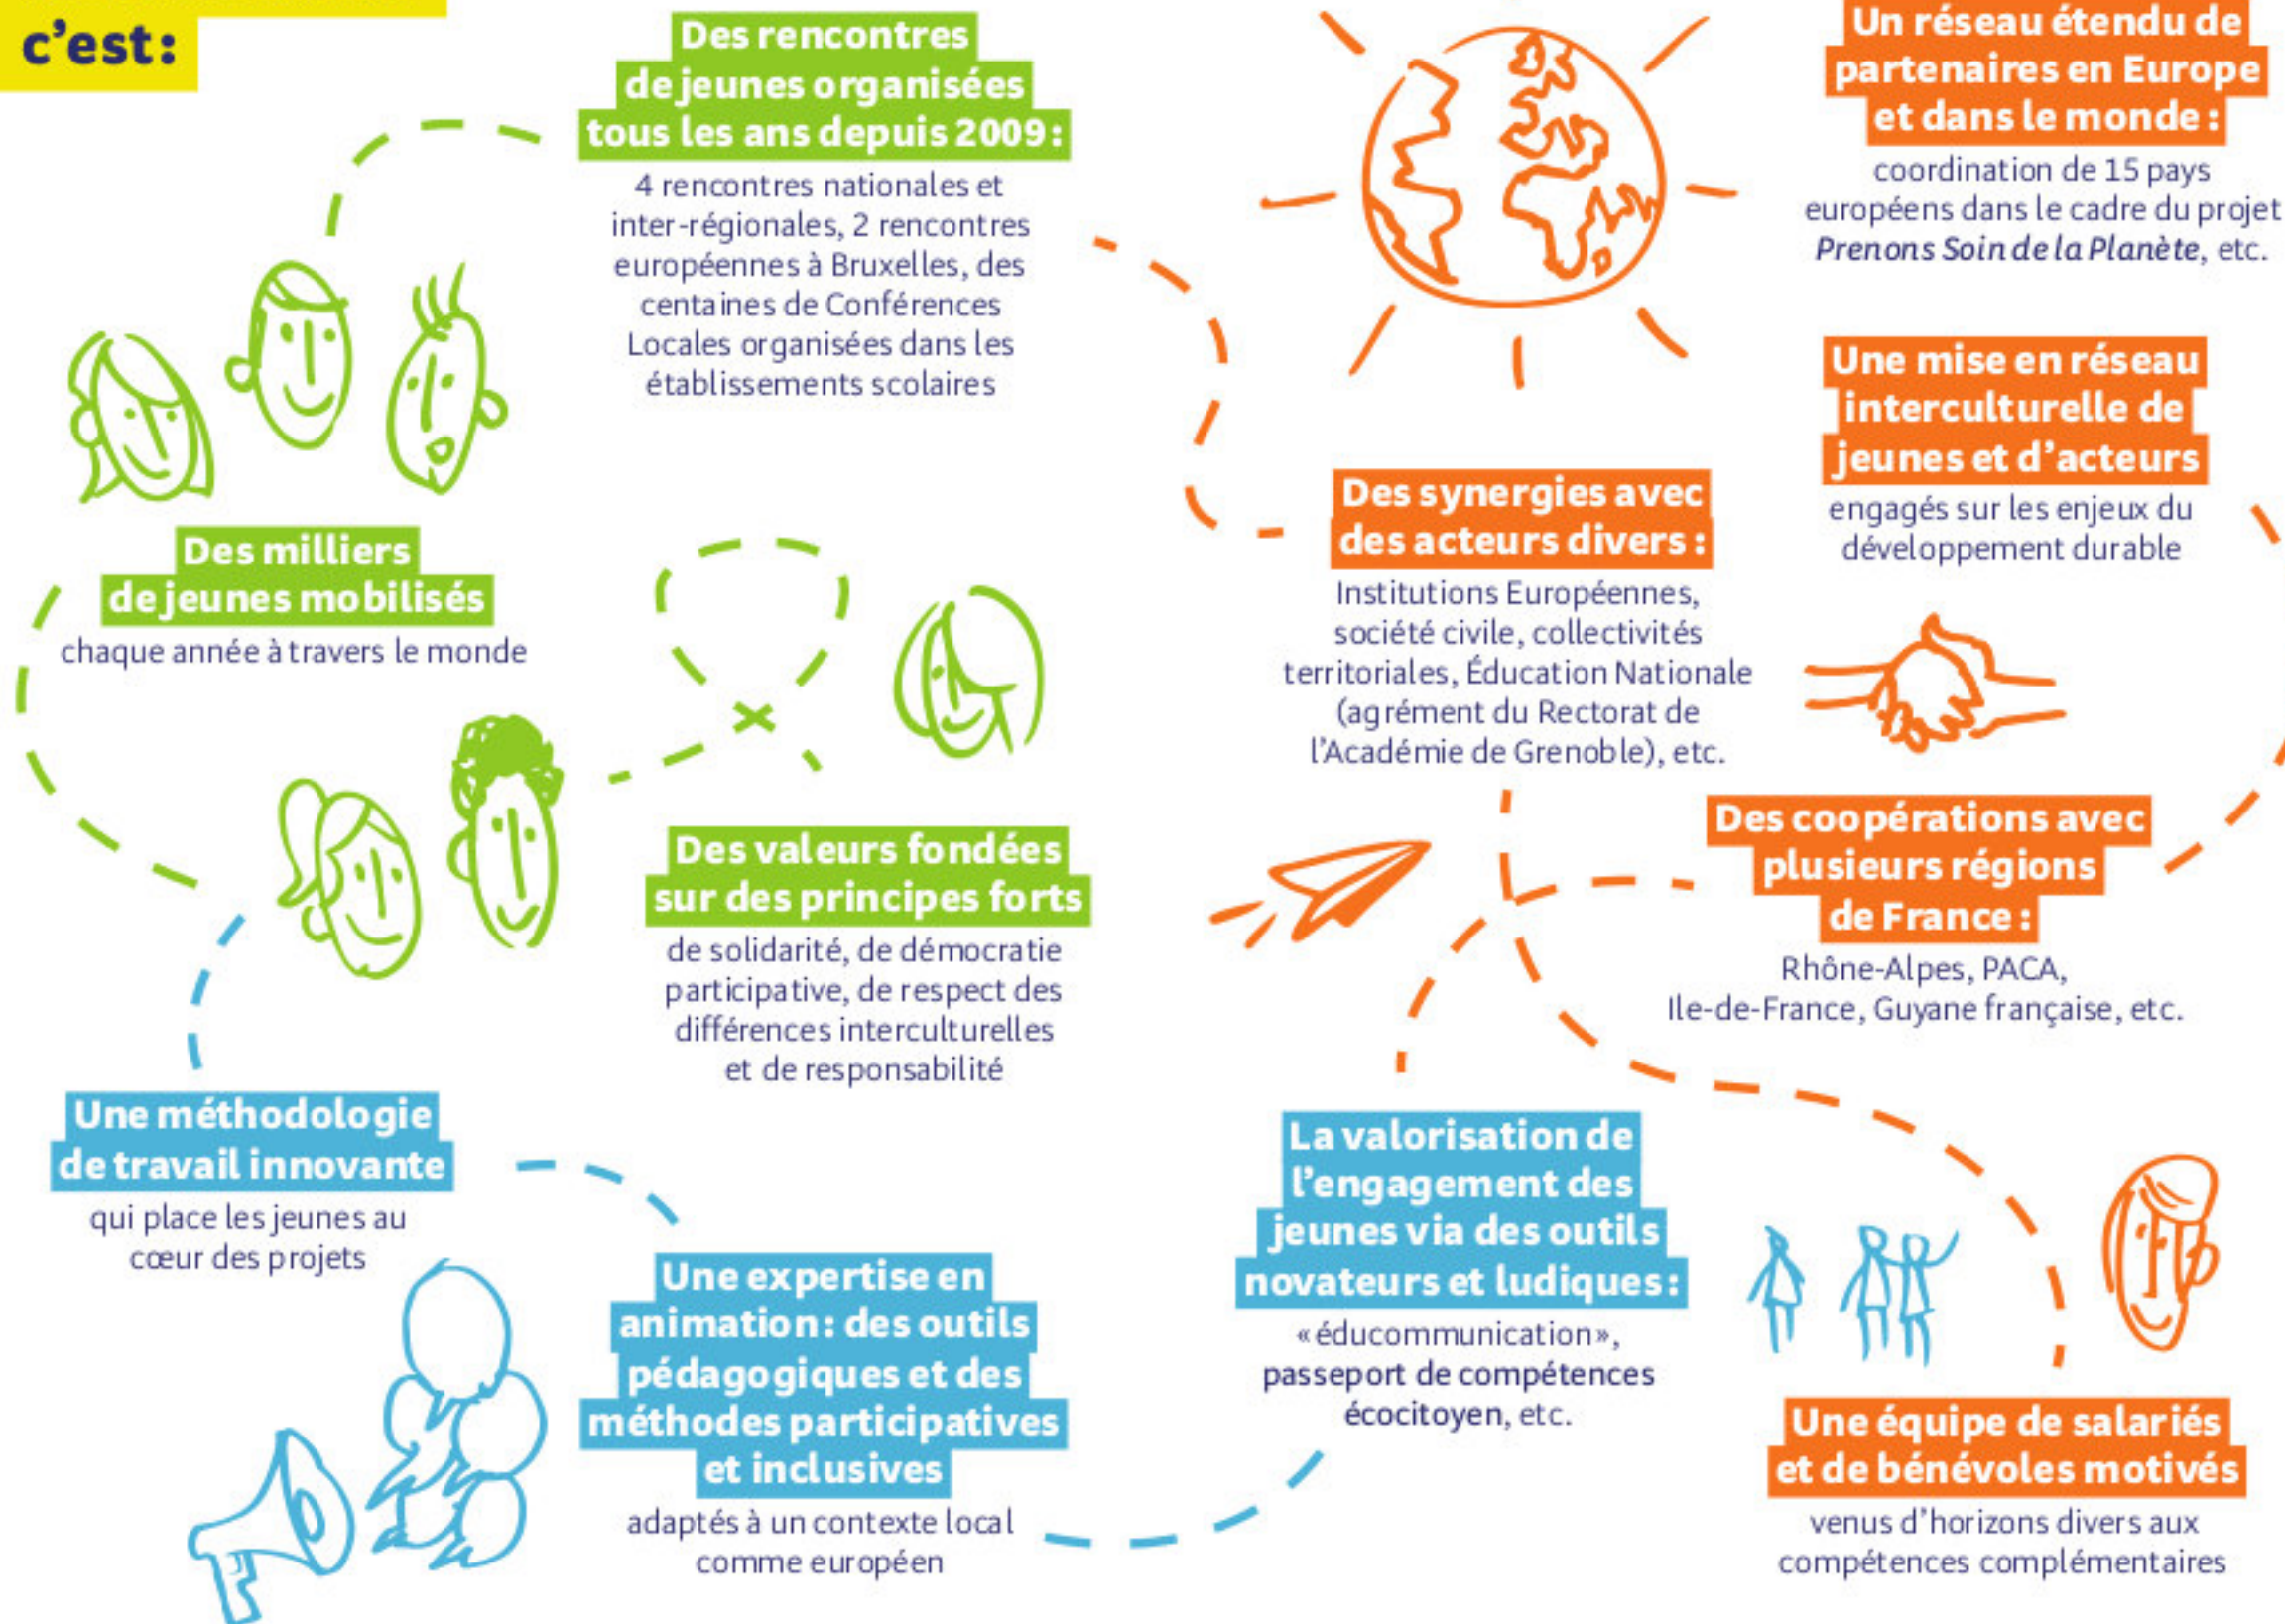 c'est :
Des rencontres
de jeunes organisées
tous les ans depuis 2009 :
4 rencontres nationales et
inter-régionales, 2 rencontres
européennes à Bruxelles, des
centaines de Conférences
Locales organisées dans les
établissements scolaires
Des milliers
de jeunes mobilisés
chaque année à travers le monde
Des valeurs fondées
sur des principes forts
de solidarité, de démocratie
participative, de respect des
différences interculturelles
et de responsabilité
Une méthodologie
de travail innovante
qui place les jeunes au
cœur des projets
Une expertise en
animation : des outils
pédagogiques et des
méthodes participatives
et inclusives
adaptés à un contexte local
comme européen
Un réseau étendu de
partenaires en Europe
et dans le monde :
coordination de 15 pays
européens dans le cadre du projet
Prenons Soin de la Planète, etc.
Une mise en réseau
interculturelle de
jeunes et d'acteurs
engagés sur les enjeux du
développement durable
Des synergies avec
des acteurs divers :
Institutions Européennes,
société civile, collectivités
territoriales, Éducation Nationale
(agrément du Rectorat de
l'Académie de Grenoble), etc.
Des coopérations avec
plusieurs régions
de France :
Rhône-Alpes, PACA,
Ile-de-France, Guyane française, etc.
La valorisation de
l'engagement des
jeunes via des outils
novateurs et ludiques :
« éducommunication »,
passeport de compétences
écocitoyen, etc.
Une équipe de salariés
et de bénévoles motivés
venus d'horizons divers aux
compétences complémentaires